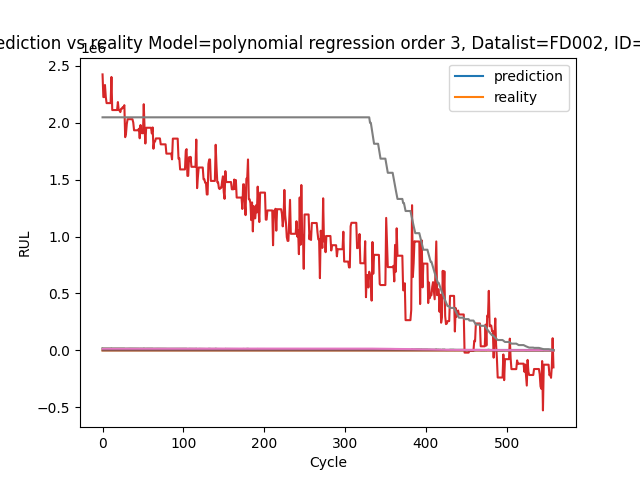 ediction vs reality Model=polynomial regression order 3, Datalist=FD002, ID=
1e6
2.5
2.0
1.5
1.0
0.5
0.0
−0.5
RUL
prediction
reality
0 100 200 300 400 500
Cycle